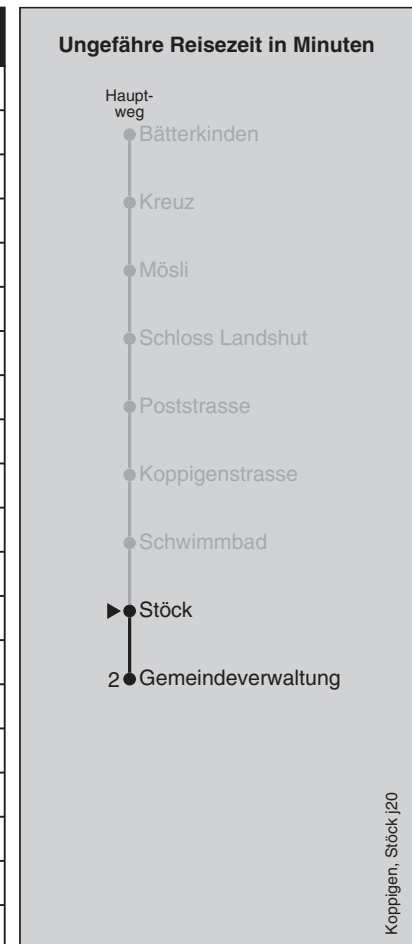 Ungefähre Reisezeit in Minuten
Haupt-
weg
Bätterkinden
Kreuz
Mösli
Schloss Landshut
Poststrasse
Koppigenstrasse
Schwimmbad
Stöck
2 Gemeindeverwaltung
Koppigen, Stöck j20